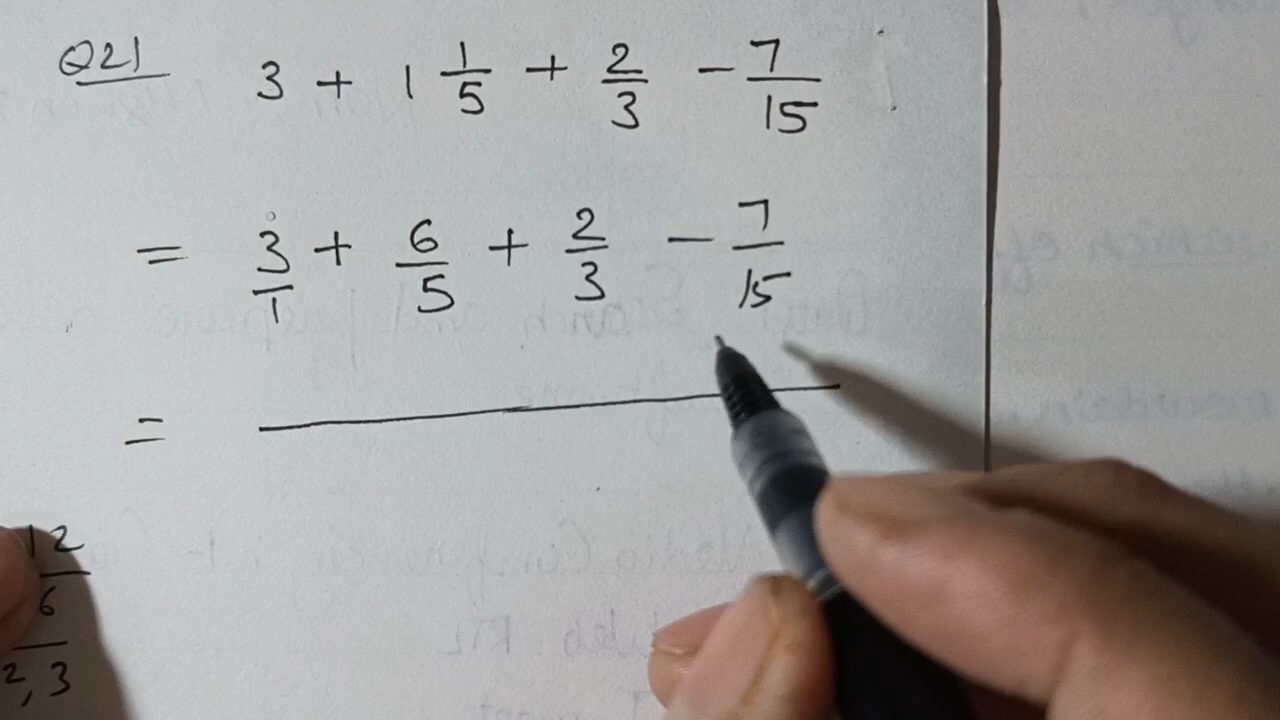 Q21 3 + 1 1/5 + 2/3 - 7/15
= 3/1 + 6/5 + 2/3 - 7/15
=
12
6
2, 3